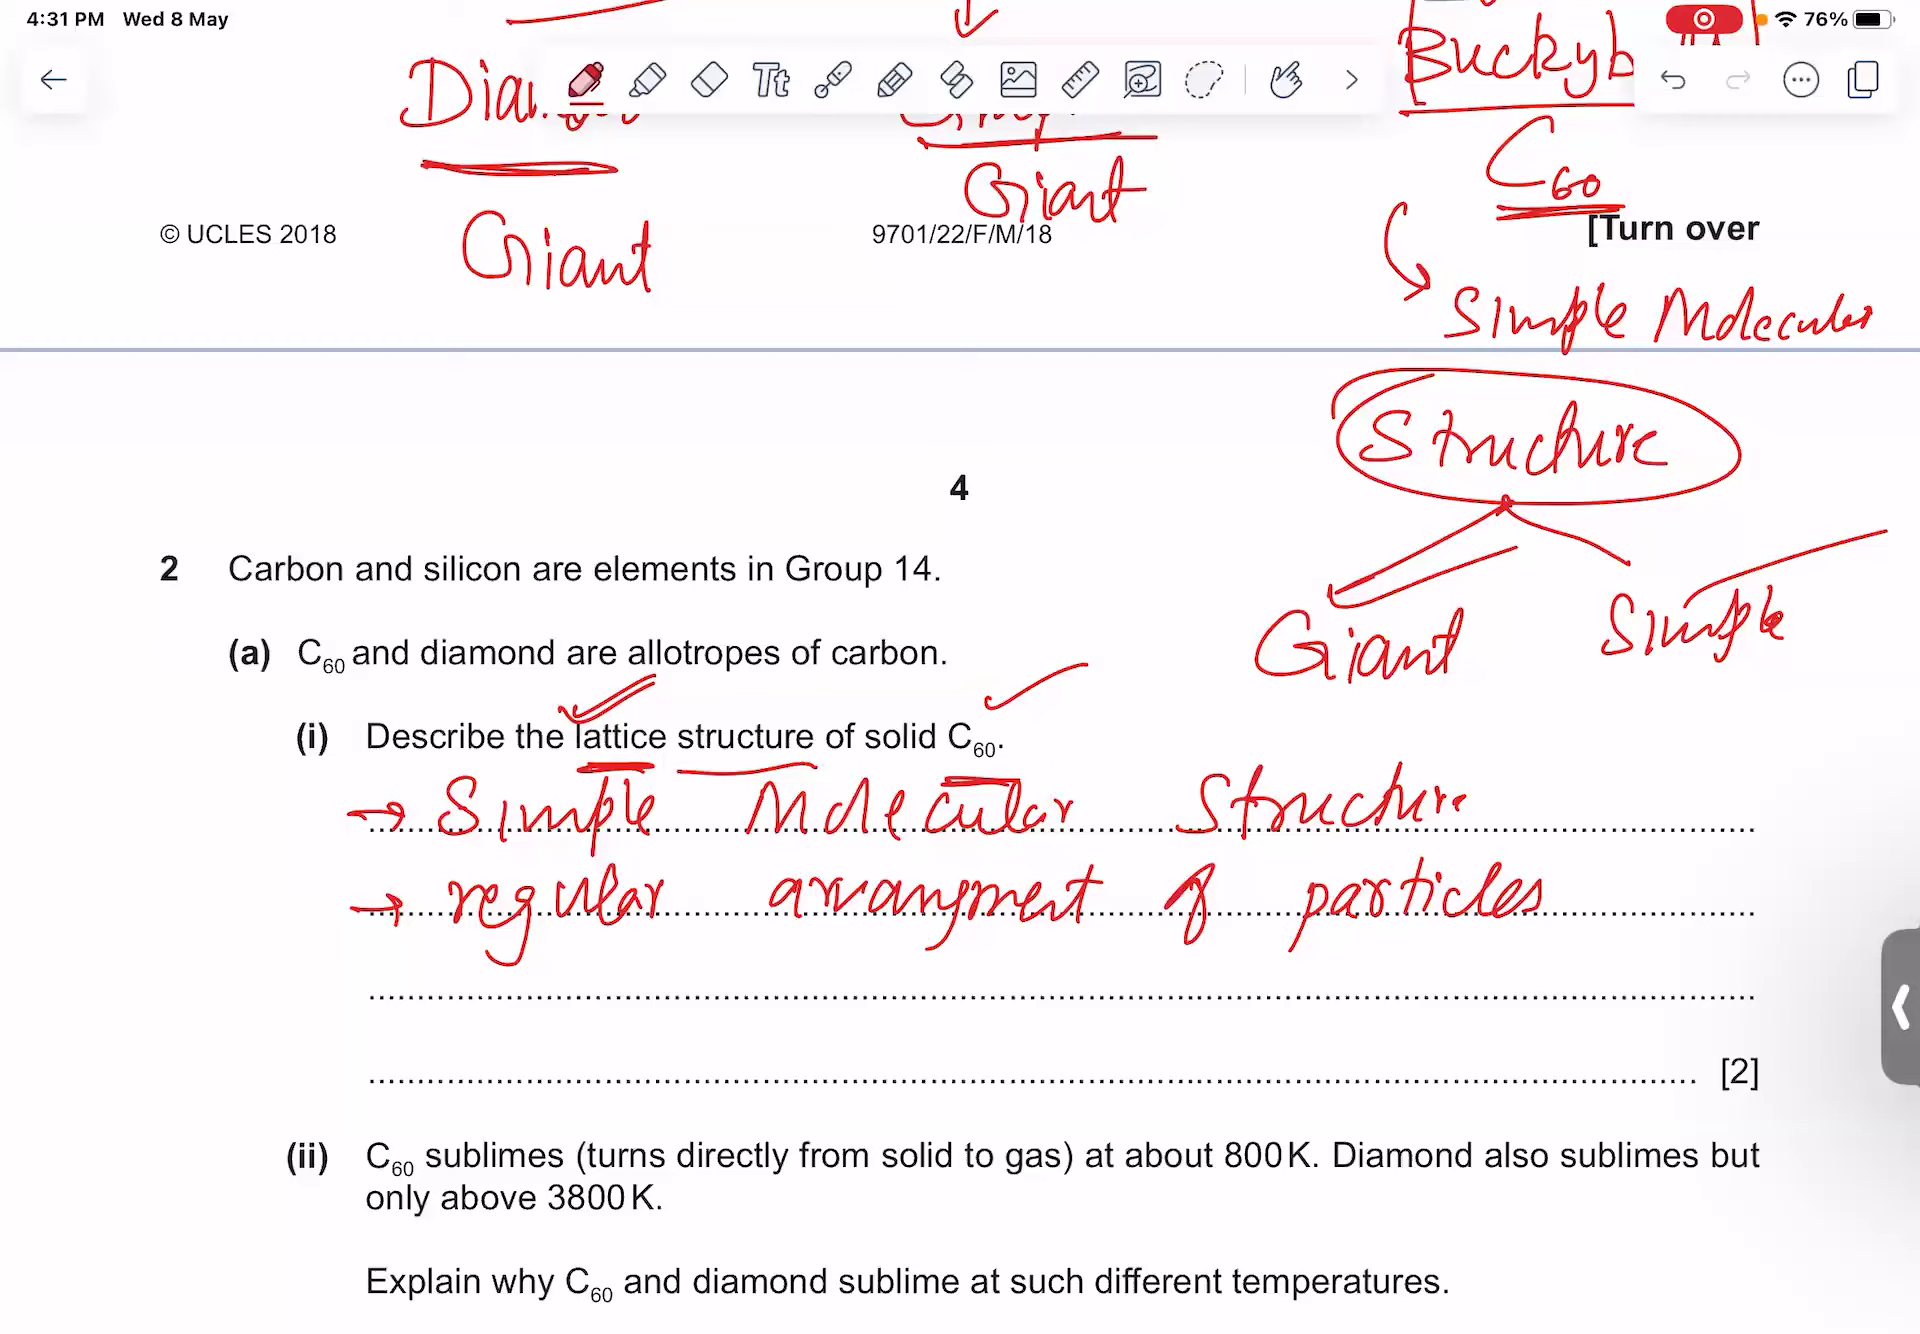 4:31 PM Wed 8 May
76%
Tt
Buckyb
C60
Giant
Giant
© UCLES 2018
9701/22/F/M/18
[Turn over
Simple Molecular
Structure
4
Giant
Simple
2 Carbon and silicon are elements in Group 14.
(a) C60 and diamond are allotropes of carbon.
(i) Describe the lattice structure of solid C60.
→ Simple Molecular Structure
→ regular arrangment of particles
[2]
(ii) C60 sublimes (turns directly from solid to gas) at about 800 K. Diamond also sublimes but
only above 3800 K.
Explain why C60 and diamond sublime at such different temperatures.